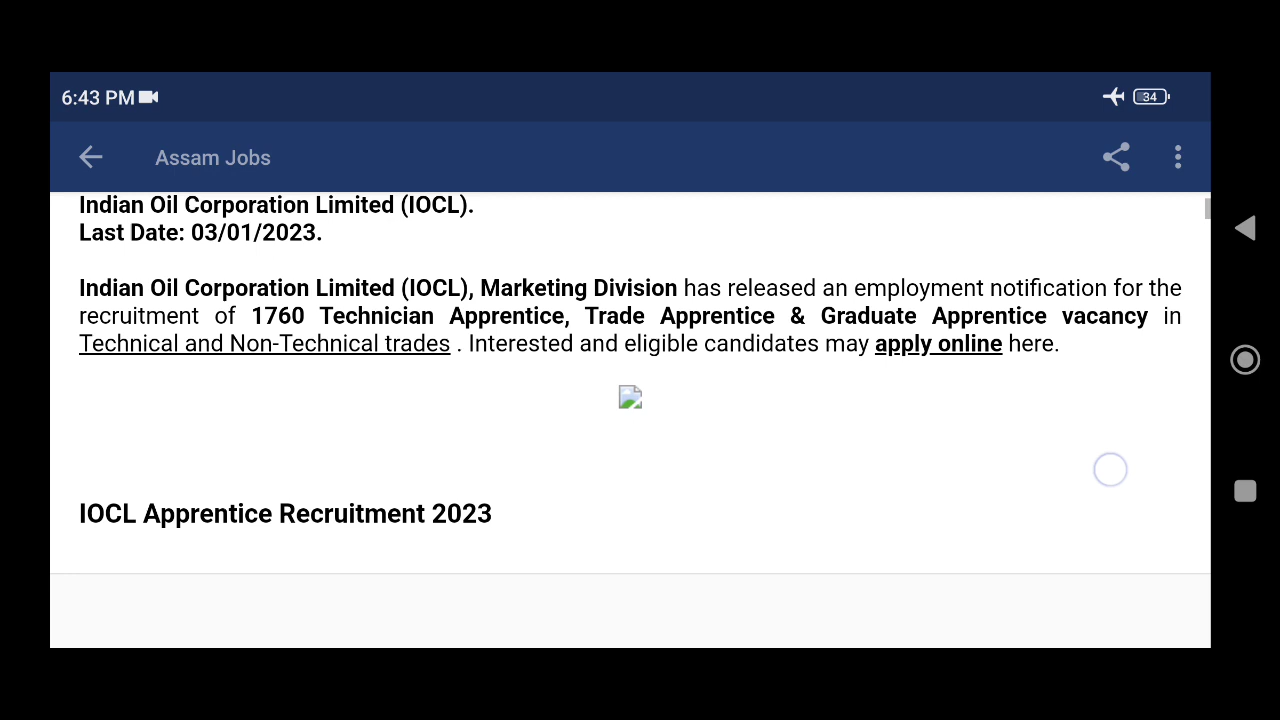 6:43 PM
34
Assam Jobs
Indian Oil Corporation Limited (IOCL).
Last Date: 03/01/2023.
Indian Oil Corporation Limited (IOCL), Marketing Division has released an employment notification for the
recruitment of 1760 Technician Apprentice, Trade Apprentice & Graduate Apprentice vacancy in
Technical and Non-Technical trades . Interested and eligible candidates may apply online here.
IOCL Apprentice Recruitment 2023